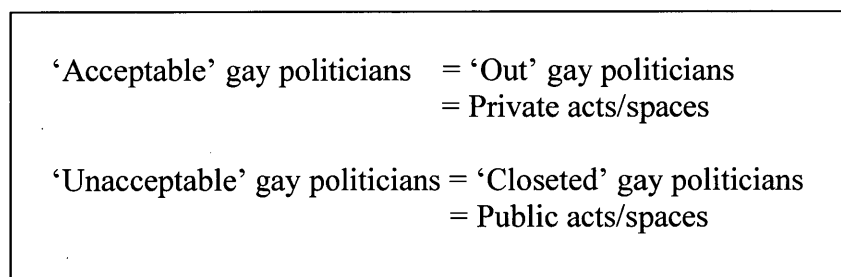 ‘Acceptable’ gay politicians = ‘Out’ gay politicians
= Private acts/spaces
‘Unacceptable’ gay politicians = ‘Closeted’ gay politicians
= Public acts/spaces